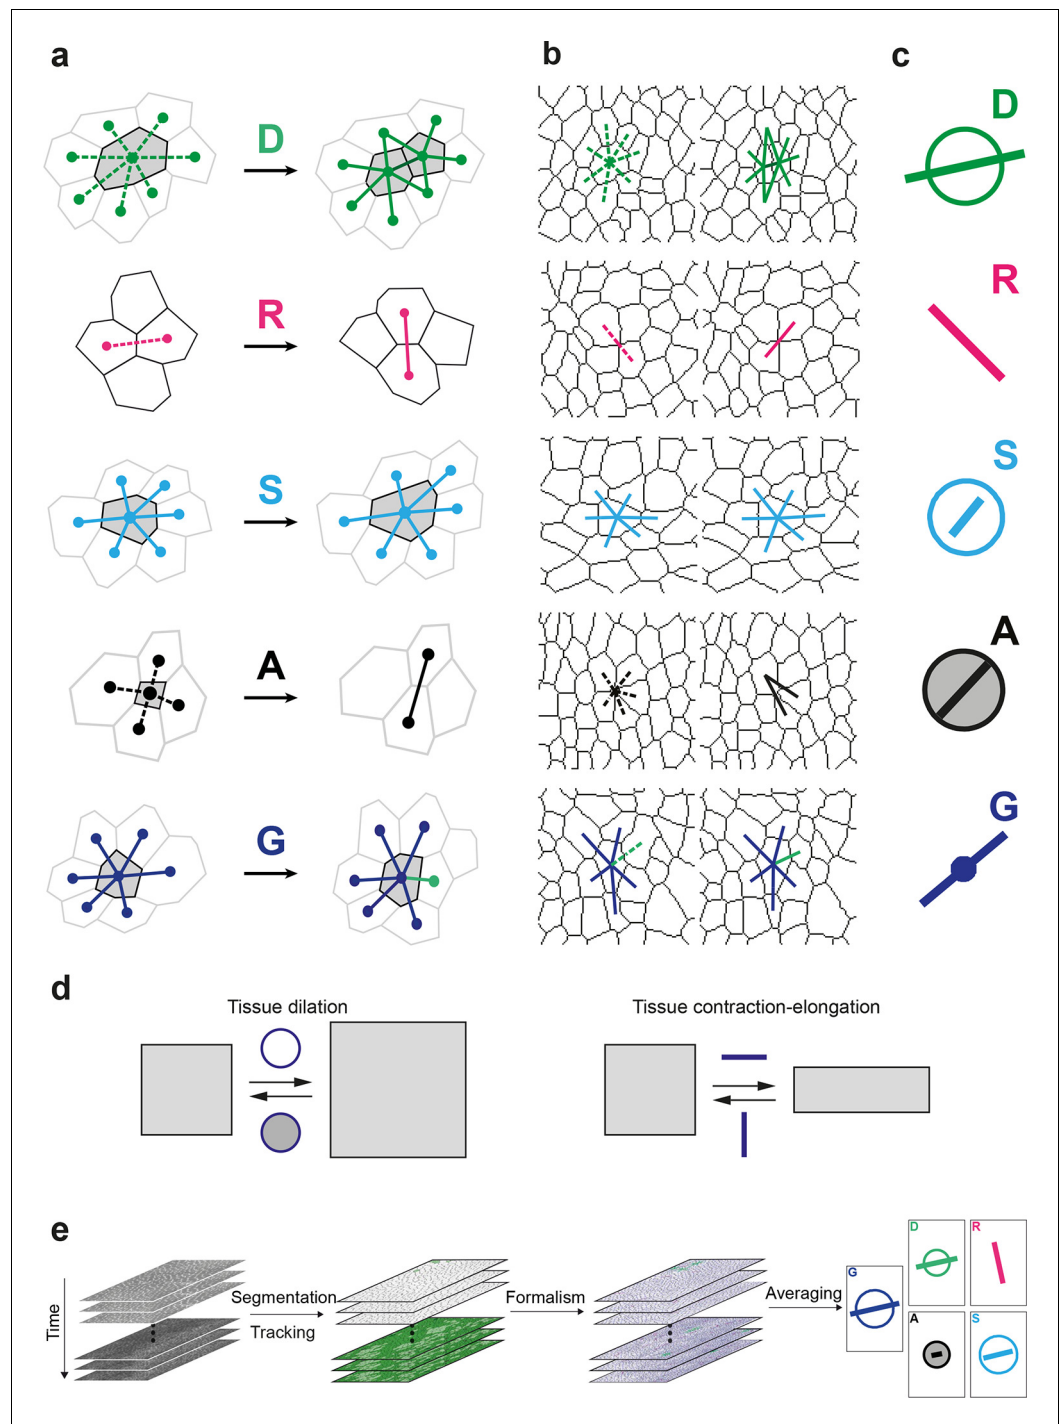 a
b
c
D
D
R
R
S
S
A
A
G
G
d
Tissue dilation
Tissue contraction-elongation
e
Time
Segmentation
Tracking
Formalism
Averaging
G
D
R
A
S